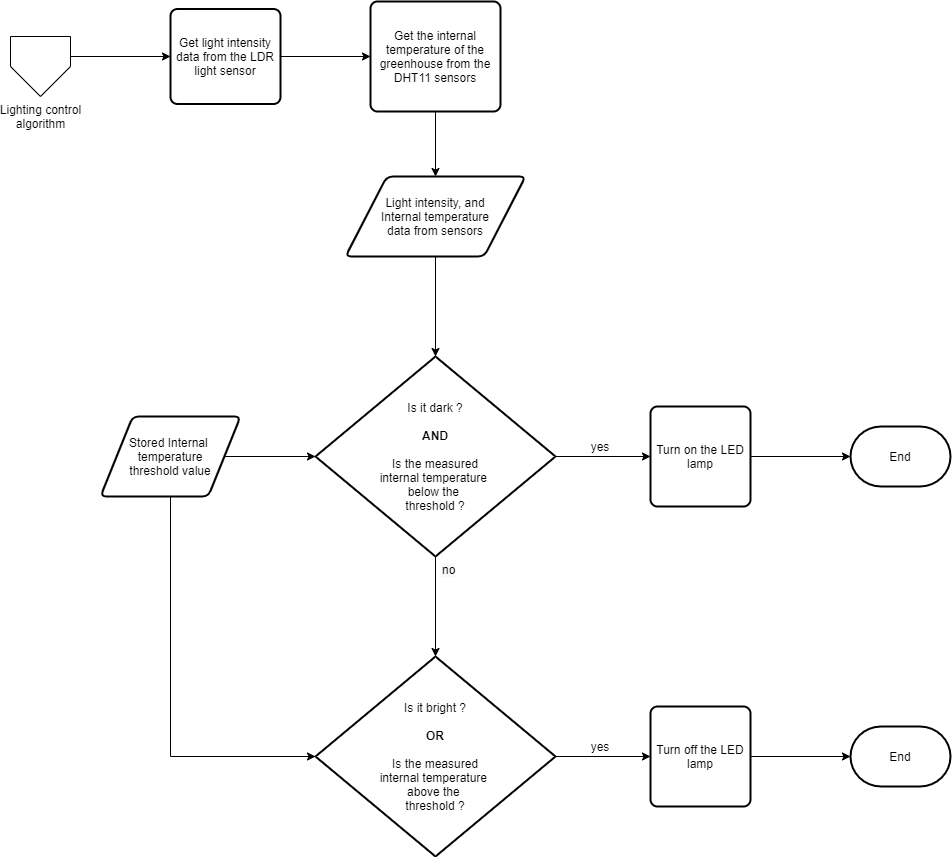 Lighting control
algorithm
Get light intensity
data from the LDR
light sensor
Get the internal
temperature of the
greenhouse from the
DHT11 sensors
Light intensity, and
Internal temperature
data from sensors
Stored Internal
temperature
threshold value
Is it dark ?
AND
Is the measured
internal temperature
below the
threshold ?
yes
Turn on the LED
lamp
End
no
Is it bright ?
OR
Is the measured
internal temperature
above the
threshold ?
yes
Turn off the LED
lamp
End